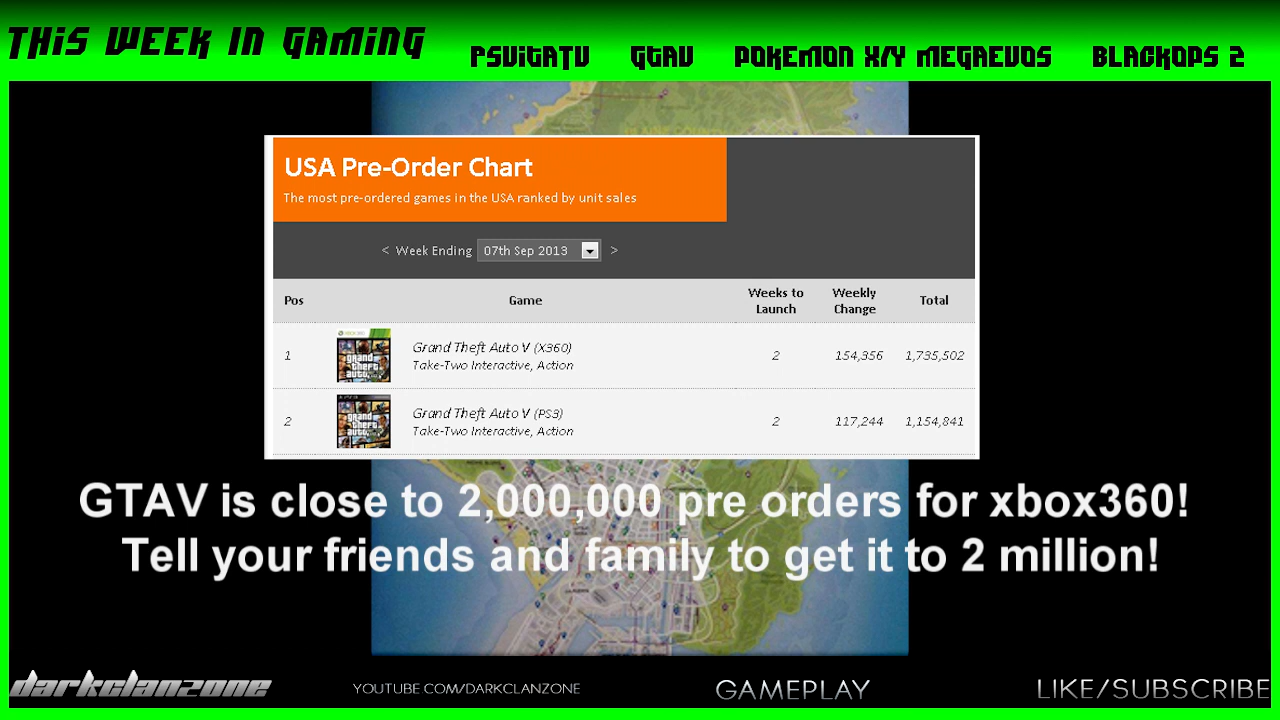 THIS WEEK IN GAMING
PSVITATV GTAV POKEMON X/Y MEGAEVOS BLACKOPS 2
USA Pre-Order Chart
The most pre-ordered games in the USA ranked by unit sales
< Week Ending 07th Sep 2013 >
Pos Game Weeks to Launch Weekly Change Total
1 Grand Theft Auto V (X360) 2 154,356 1,735,502
Take-Two Interactive, Action
2 Grand Theft Auto V (PS3) 2 117,244 1,154,841
Take-Two Interactive, Action
GTAV is close to 2,000,000 pre orders for xbox360!
Tell your friends and family to get it to 2 million!
darkclanzone YOUTUBE COM/DARKCLANZONE GAMEPLAY LIKE/SUBSCRIBE